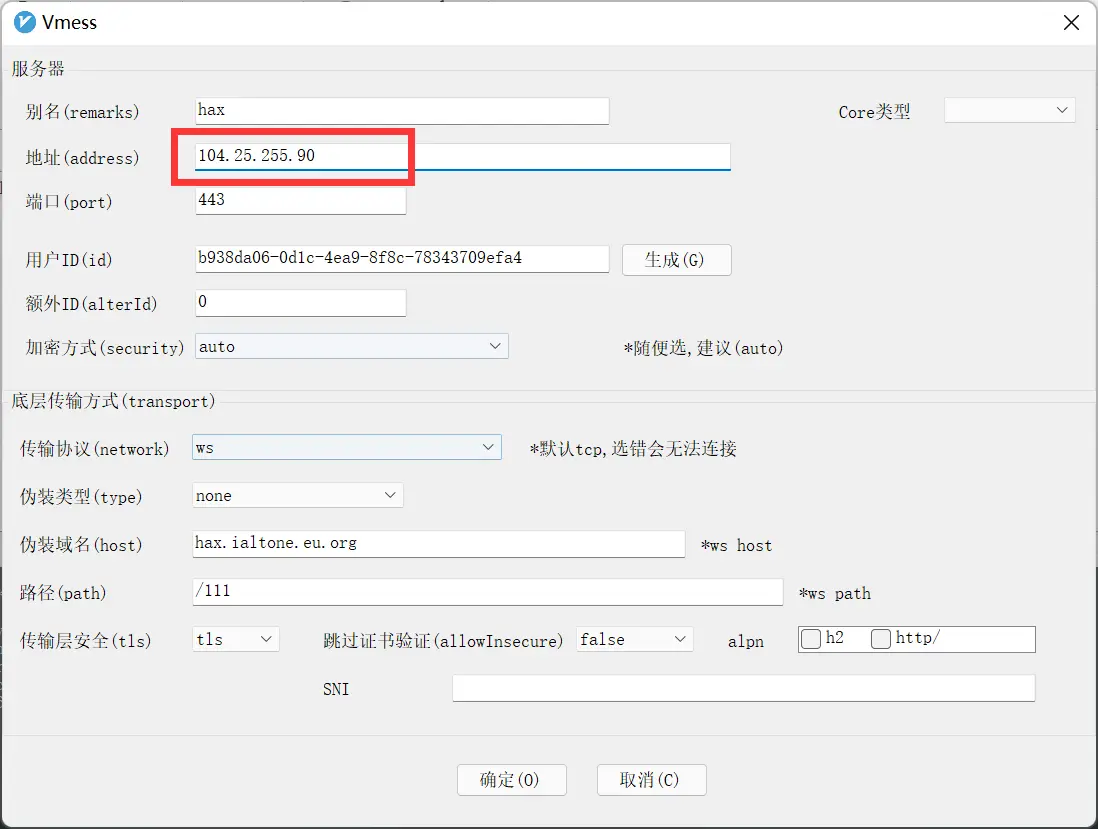 Vmess
服务器
别名(remarks) hax Core类型
地址(address) 104.25.255.90
端口(port) 443
用户ID(id) b938da06-0d1c-4ea9-8f8c-78343709efa4 生成(G)
额外ID(alterId) 0
加密方式(security) auto *随便选,建议(auto)
底层传输方式(transport)
传输协议(network) ws *默认tcp,选错会无法连接
伪装类型(type) none
伪装域名(host) hax.ialtone.eu.org *ws host
路径(path) /111 *ws path
传输层安全(tls) tls 跳过证书验证(allowInsecure) false alpn h2 http/
SNI
确定(O) 取消(C)